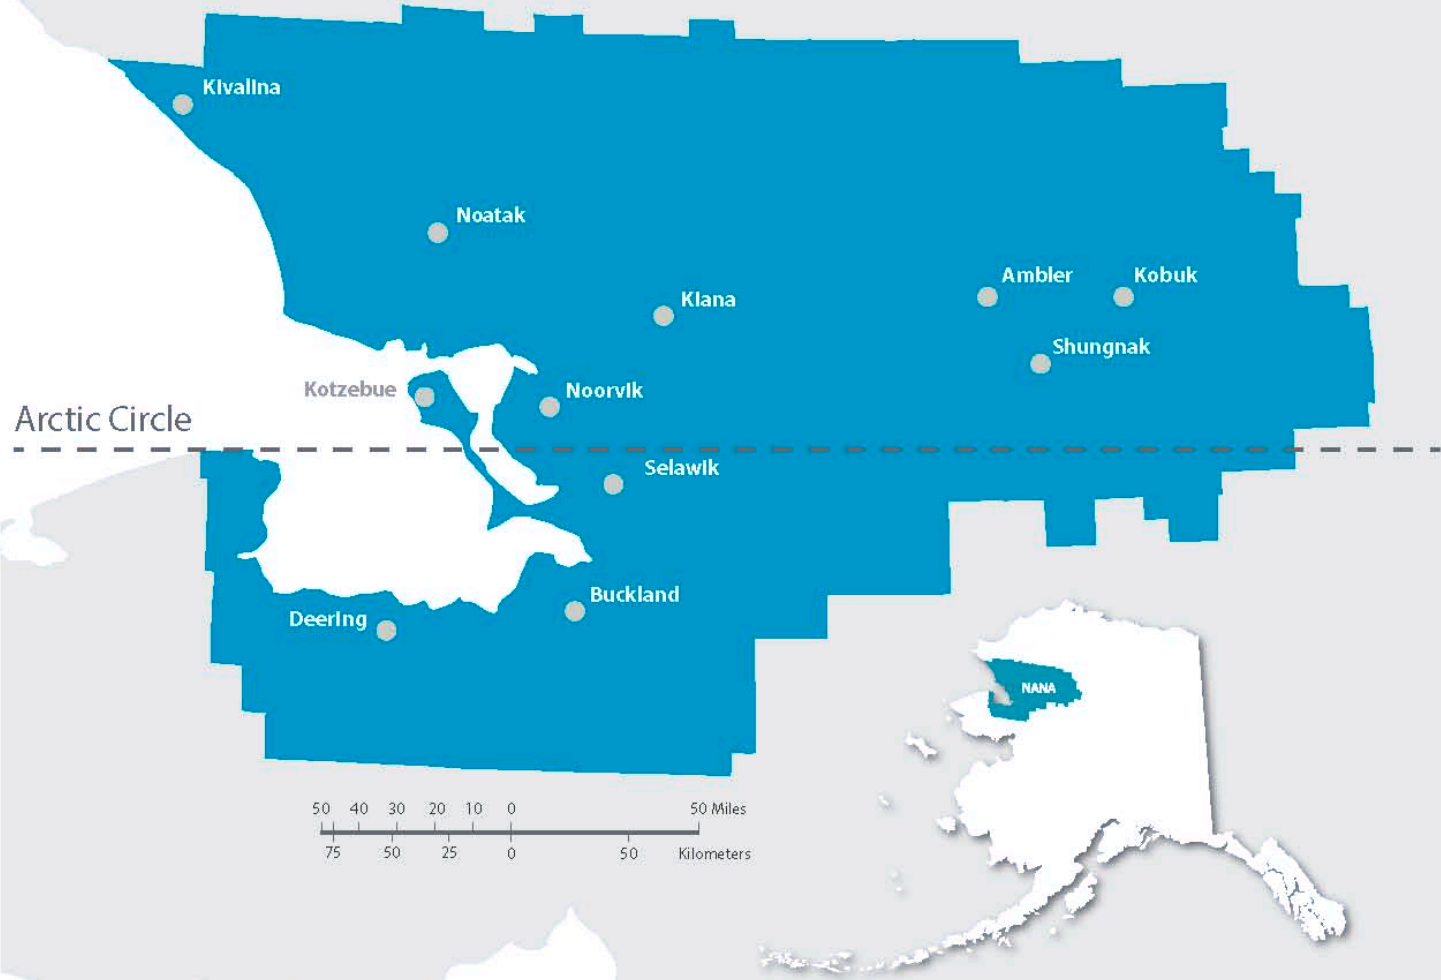 Kivalina
Noatak
Ambler
Kobuk
Kiana
Shungnak
Kotzebue
Noorvik
Arctic Circle
Selawik
Buckland
Deering
NANA
50 40 30 20 10 0 50 Miles
75 50 25 0 50 Kilometers